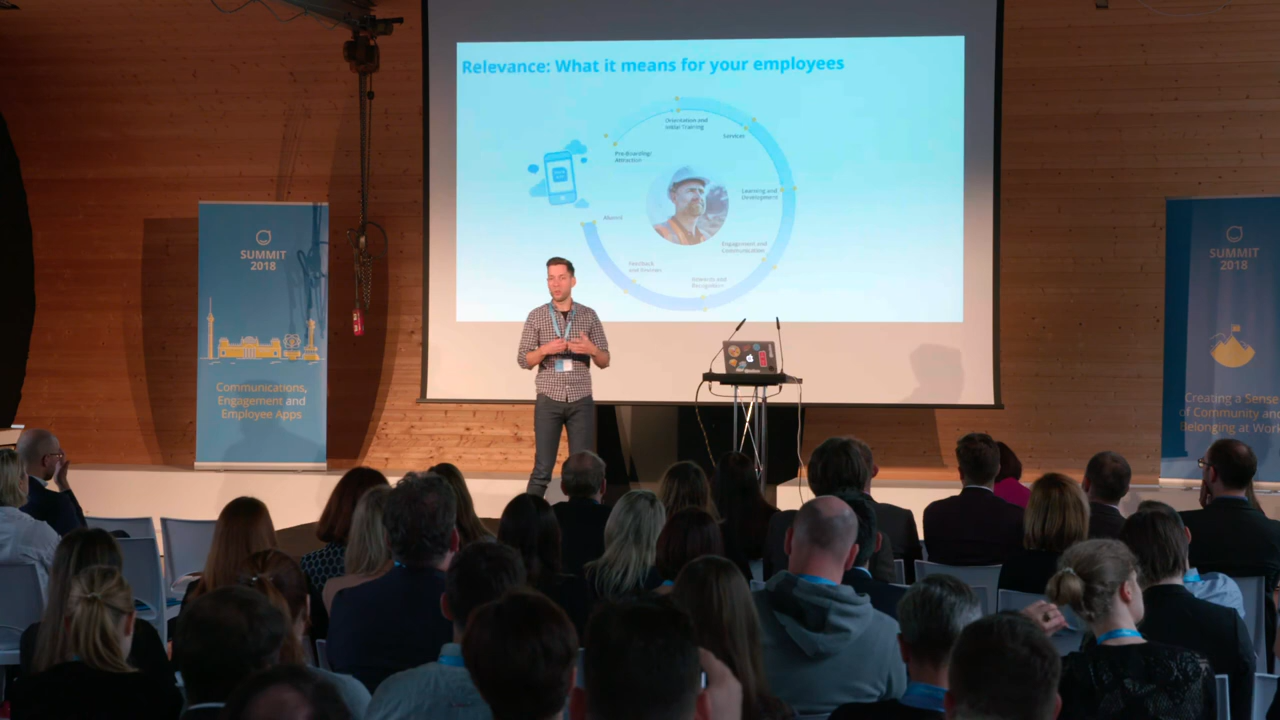 Relevance: What it means for your employees
Orientation and
Initial Training
Services
Pre-Boarding/
Attraction
Learning and
Development
Alumni
Engagement and
Communication
Feedback
and Surveys
Rewards and
Recognition
SUMMIT
2018
Communications,
Engagement and
Employee Apps
SUMMIT
2018
Creating a Sense
of Community and
Belonging at Work